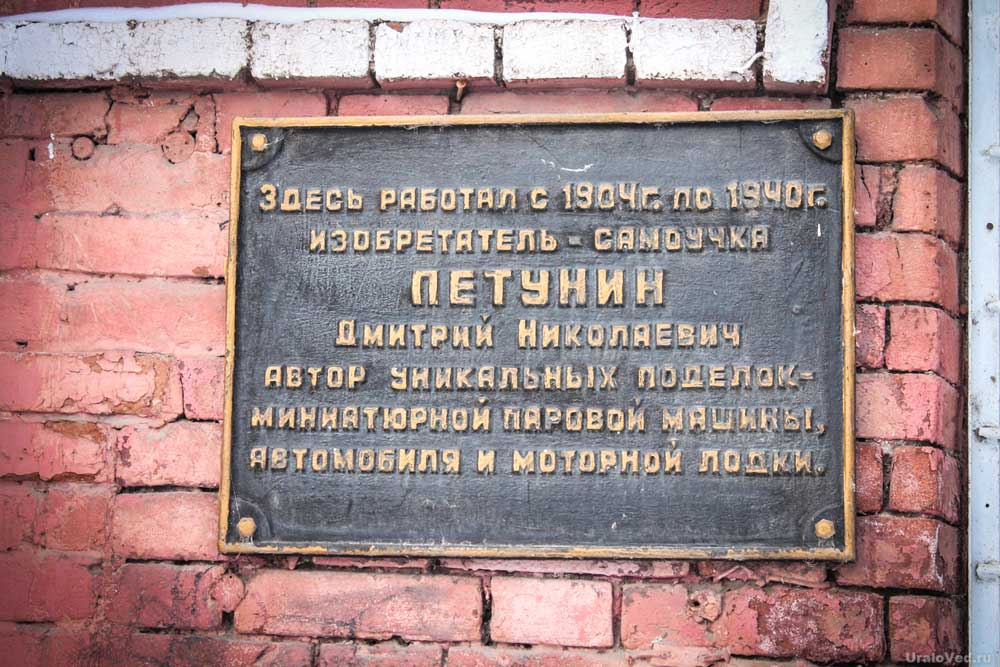 Здесь работал с 1904г. по 1940г.
изобретатель - самоучка
ПЕТУНИН
Дмитрий Николаевич
автор уникальных поделок-
миниатюрной паровой машины,
автомобиля и моторной лодки.
UraloVed.ru